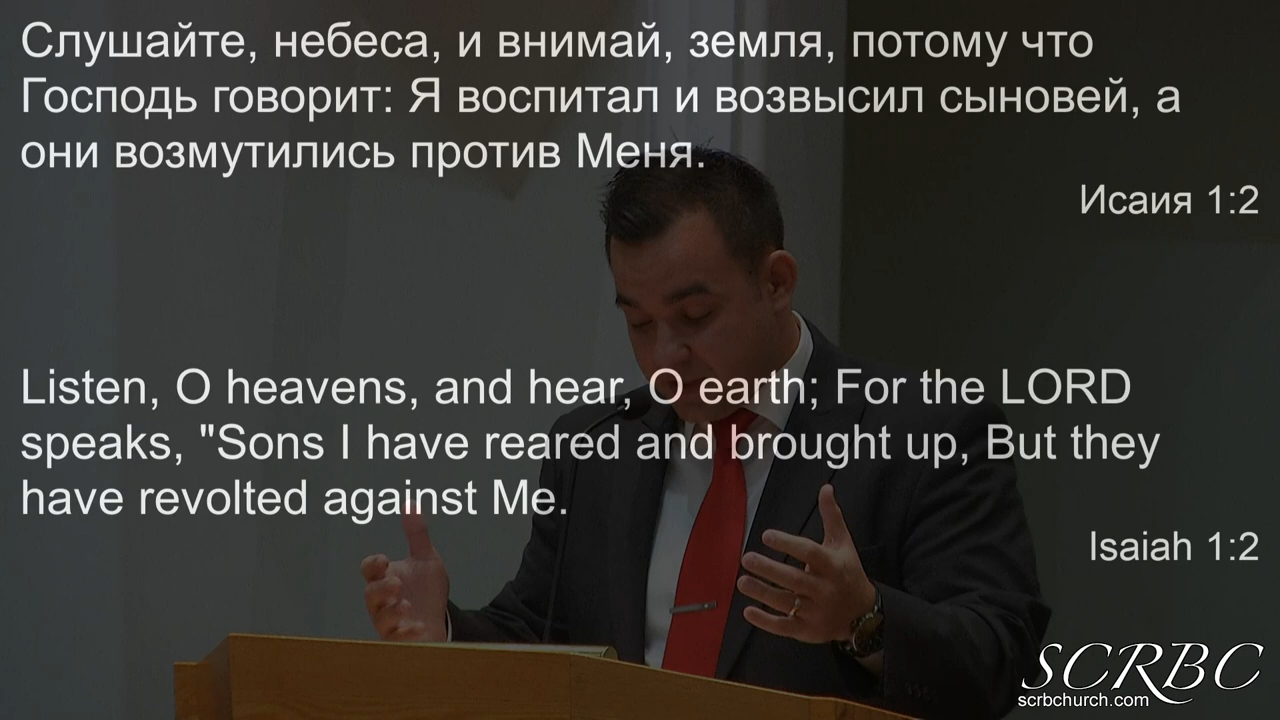 Слушайте, небеса, и внимай, земля, потому что
Господь говорит: Я воспитал и возвысил сыновей, а
они возмутились против Меня.
Исаия 1:2
Listen, O heavens, and hear, O earth; For the LORD
speaks, "Sons I have reared and brought up, But they
have revolted against Me.
Isaiah 1:2
SCRBC
scrbchurch.com